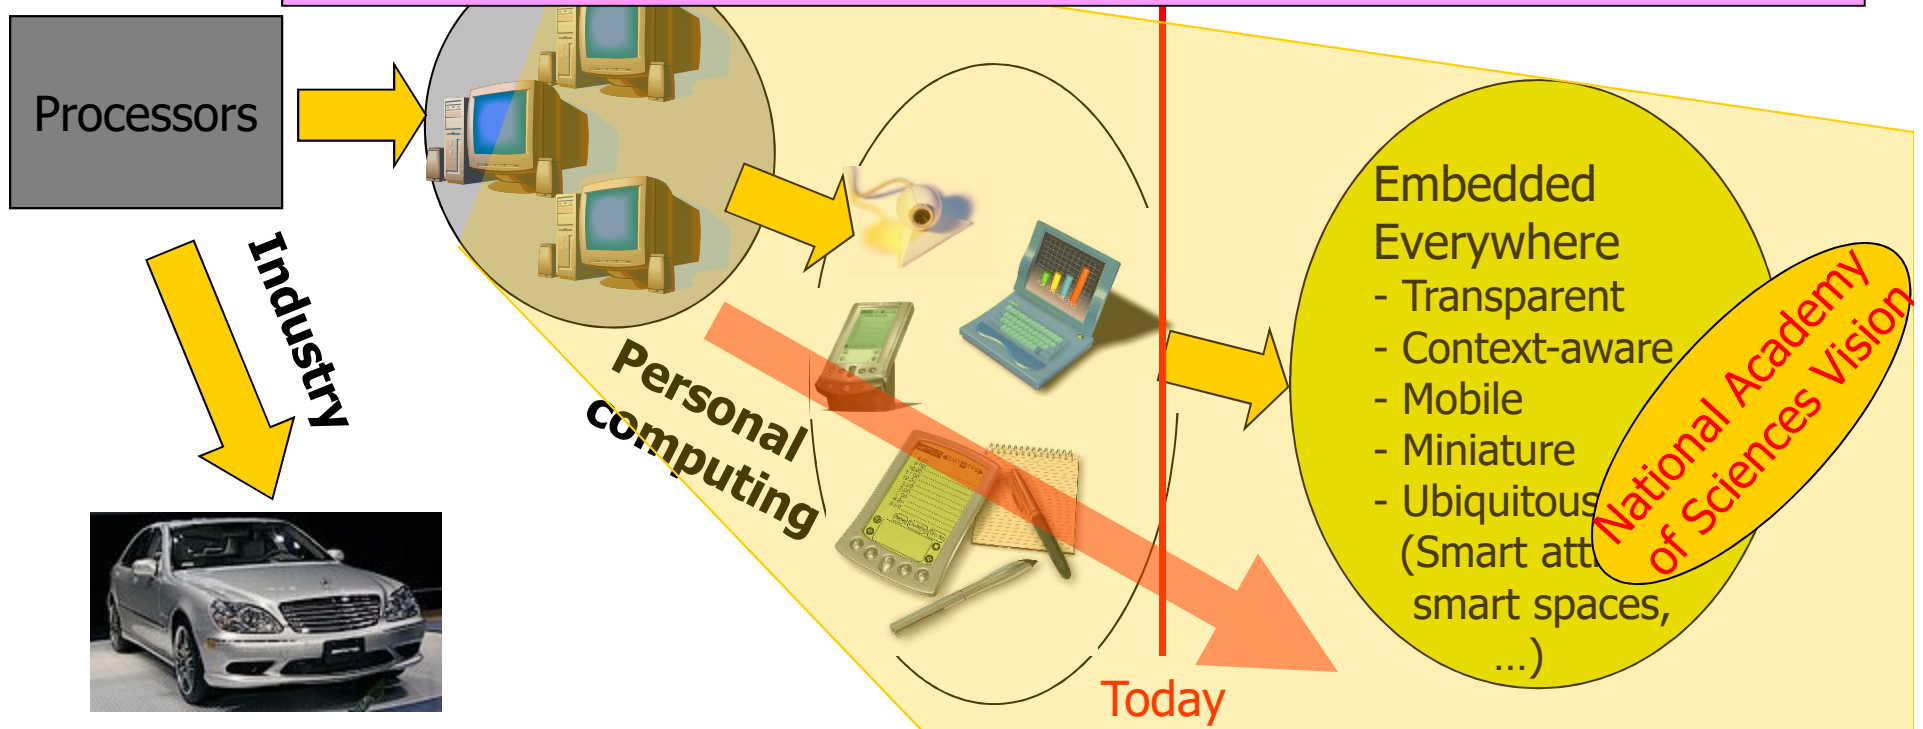 Processors
Industry
Personal
computing
Today
Embedded
Everywhere
- Transparent
- Context-aware
- Mobile
- Miniature
- Ubiquitous
(Smart
smart spaces,
...)
National Academy
of Sciences Vision